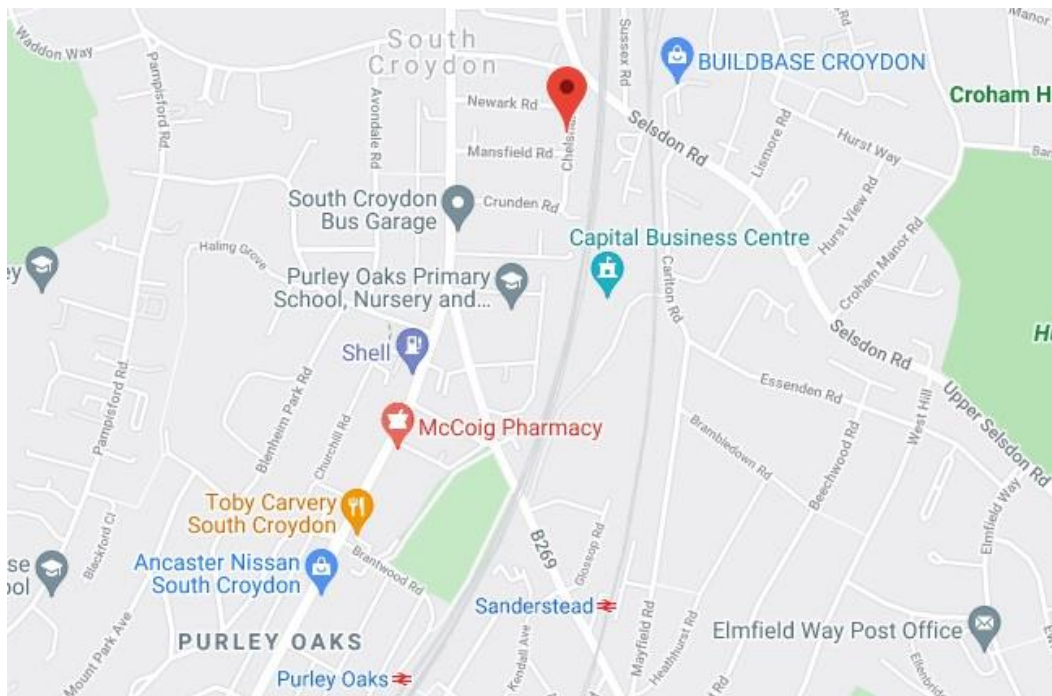 South
Croydon
Waddon Way
Pampisford Rd
Avondale Rd
Newark Rd
Mansfield Rd
Crunden Rd
Sussex Rd
BUILDBASE CROYDON
Manor
Croham H
Selsdon Rd
Lismore Rd
Hurst Way
Hurst View Rd
Croham Manor Rd
South Croydon
Bus Garage
Haling Grove
Capital Business Centre
Purley Oaks Primary
School, Nursery and...
Carlton Rd
Shell
Selsdon Rd
Pampisford Rd
Blenheim Park Rd
Churchill Rd
McCoig Pharmacy
Essenden Rd
West Hill
Upper Selsdon Rd
Brambledown Rd
Beechwood Rd
Toby Carvery
South Croydon
Blackford Cl
Elmfield Way
B269
Ancaster Nissan
South Croydon
Brantwood Rd
Glossop Rd
Sanderstead
Mayfield Rd
Heathhurst Rd
Elmfield Way Post Office
PURLEY OAKS
Mount Park Ave
Kendall Ave
Purley Oaks